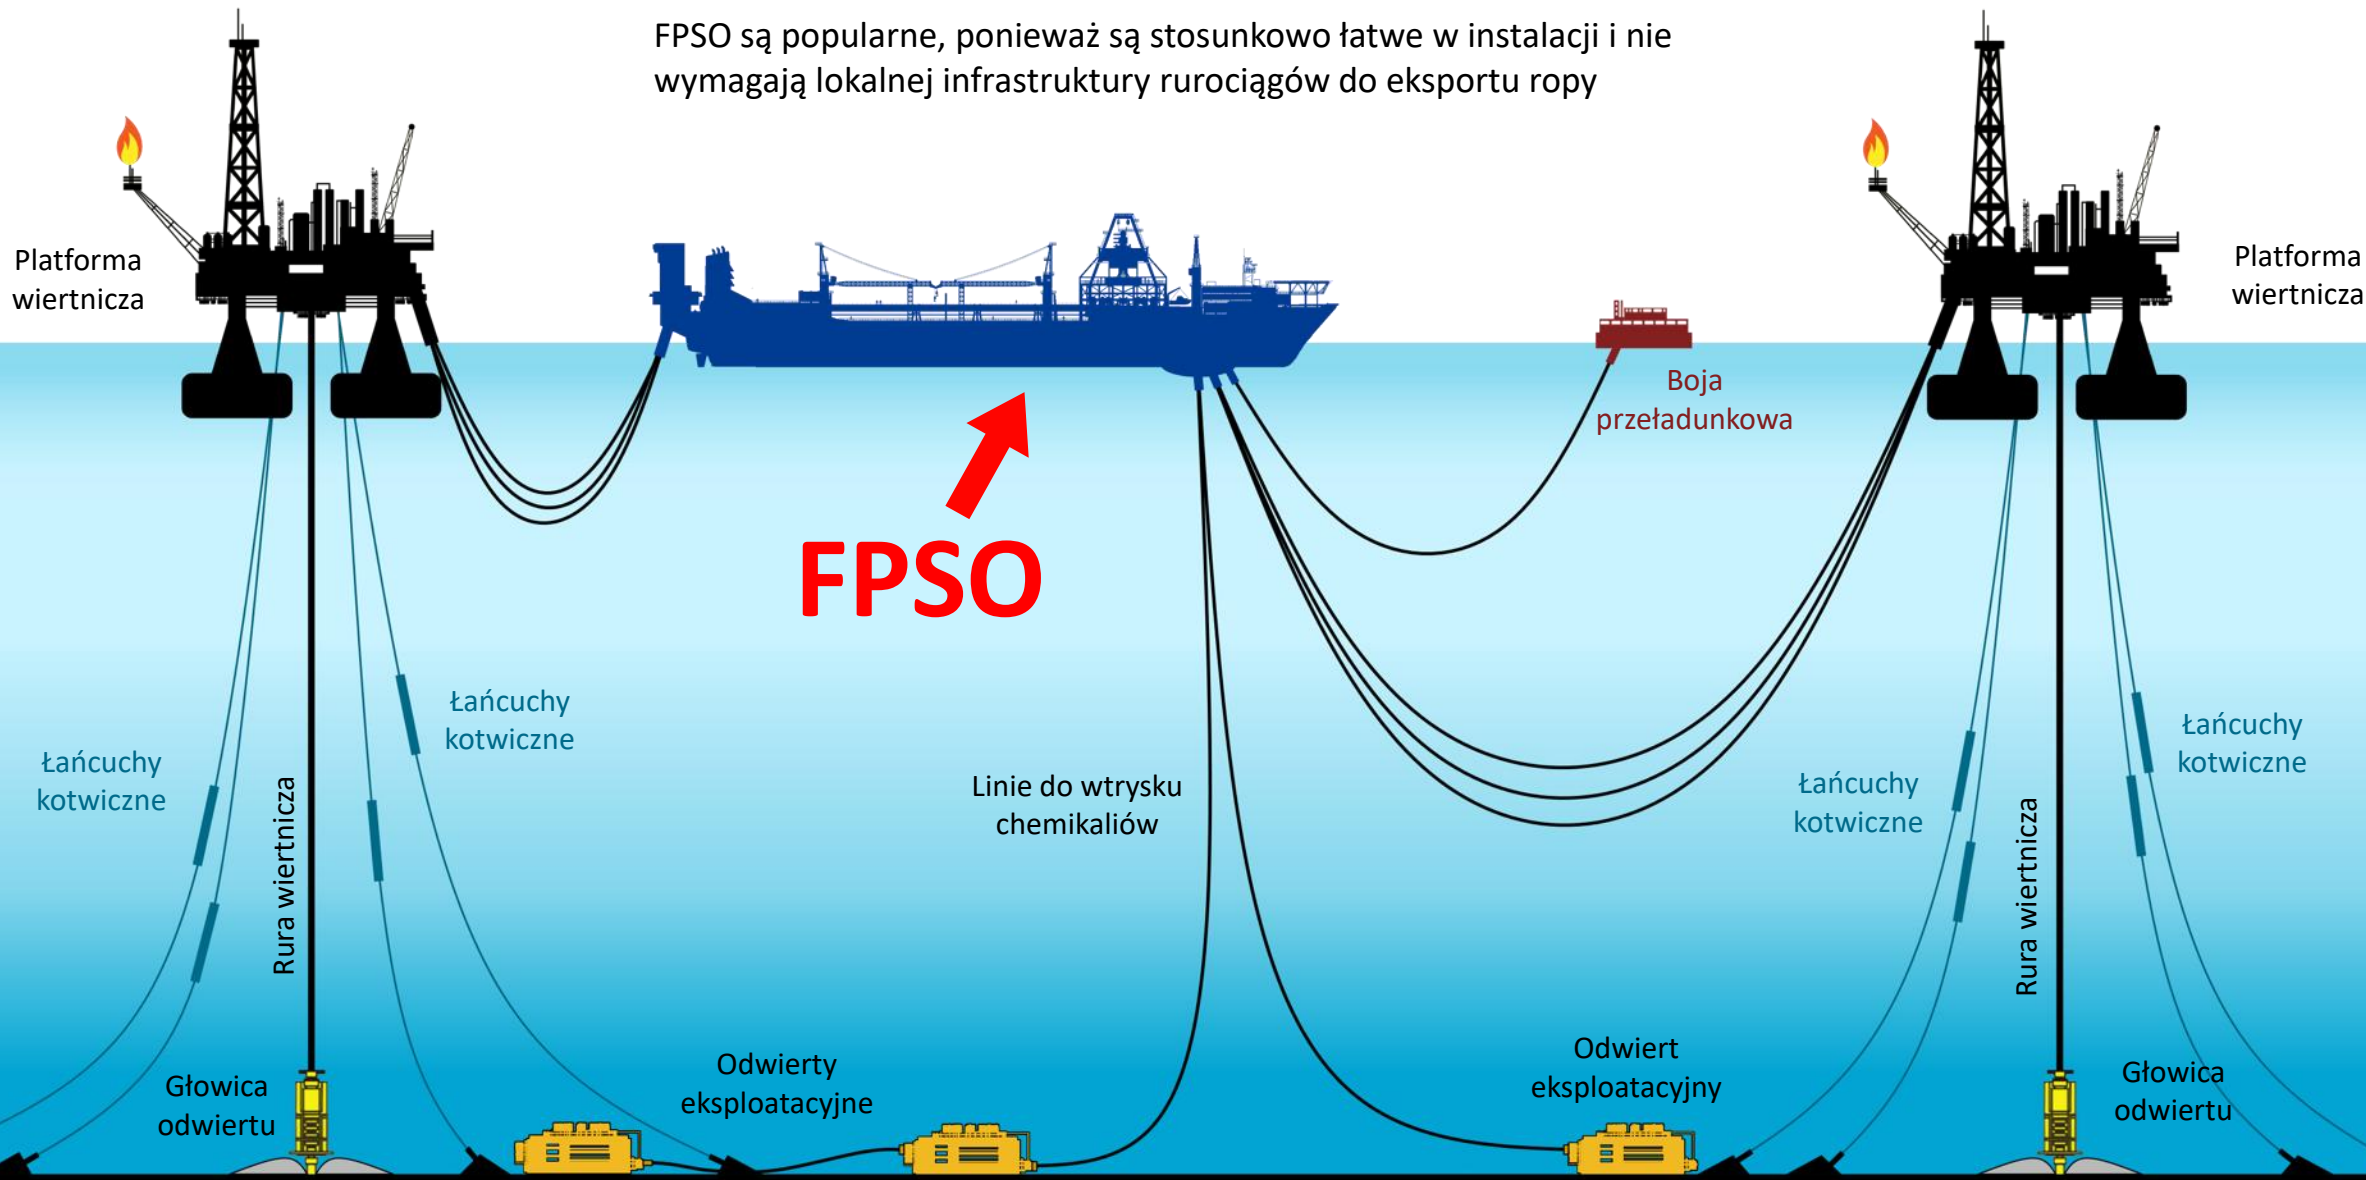 FPSO są popularne, ponieważ są stosunkowo łatwe w instalacji i nie
wymagają lokalnej infrastruktury rurociągów do eksportu ropy
Platforma
wiertnicza
Platforma
wiertnicza
Boja
przeładunkowa
FPSO
Łańcuchy
kotwiczne
Łańcuchy
kotwiczne
Łańcuchy
kotwiczne
Łańcuchy
kotwiczne
Linie do wtrysku
chemikaliów
Rura wiertnicza
Rura wiertnicza
Głowica
odwiertu
Odwierty
eksploatacyjne
Odwiert
eksploatacyjny
Głowica
odwiertu